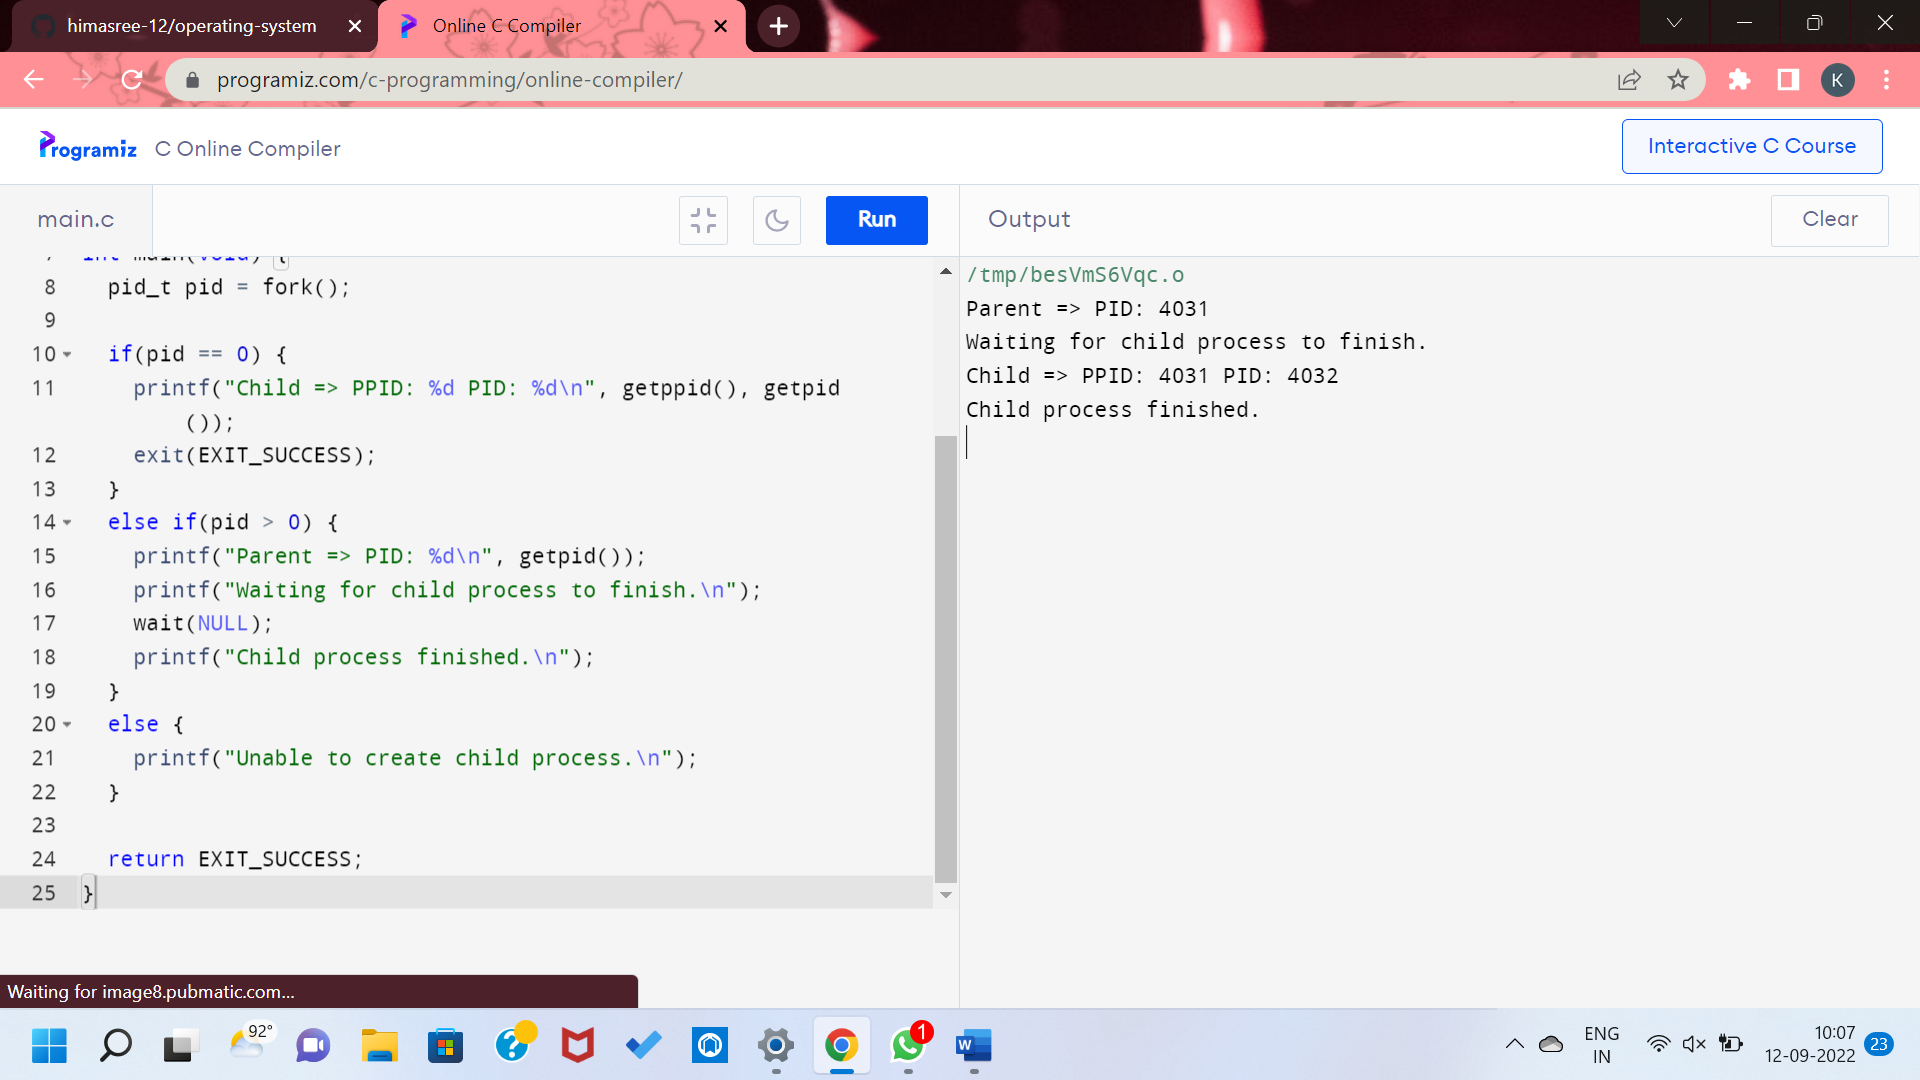 himasree-12/operating-system
Online C Compiler
programiz.com/c-programming/online-compiler/
K
Programiz
C Online Compiler
Interactive C Course
main.c
Run
Output
Clear
7 int main(void) {
8 pid_t pid = fork();
9
10 if(pid == 0) {
11 printf("Child => PPID: %d PID: %d\n", getppid(), getpid
());
12 exit(EXIT_SUCCESS);
13 }
14 else if(pid > 0) {
15 printf("Parent => PID: %d\n", getpid());
16 printf("Waiting for child process to finish.\n");
17 wait(NULL);
18 printf("Child process finished.\n");
19 }
20 else {
21 printf("Unable to create child process.\n");
22 }
23
24 return EXIT_SUCCESS;
25 }
/tmp/besVmS6Vqc.o
Parent => PID: 4031
Waiting for child process to finish.
Child => PPID: 4031 PID: 4032
Child process finished.
Waiting for image8.pubmatic.com...
92°
1
W
ENG
IN
10:07
12-09-2022
23